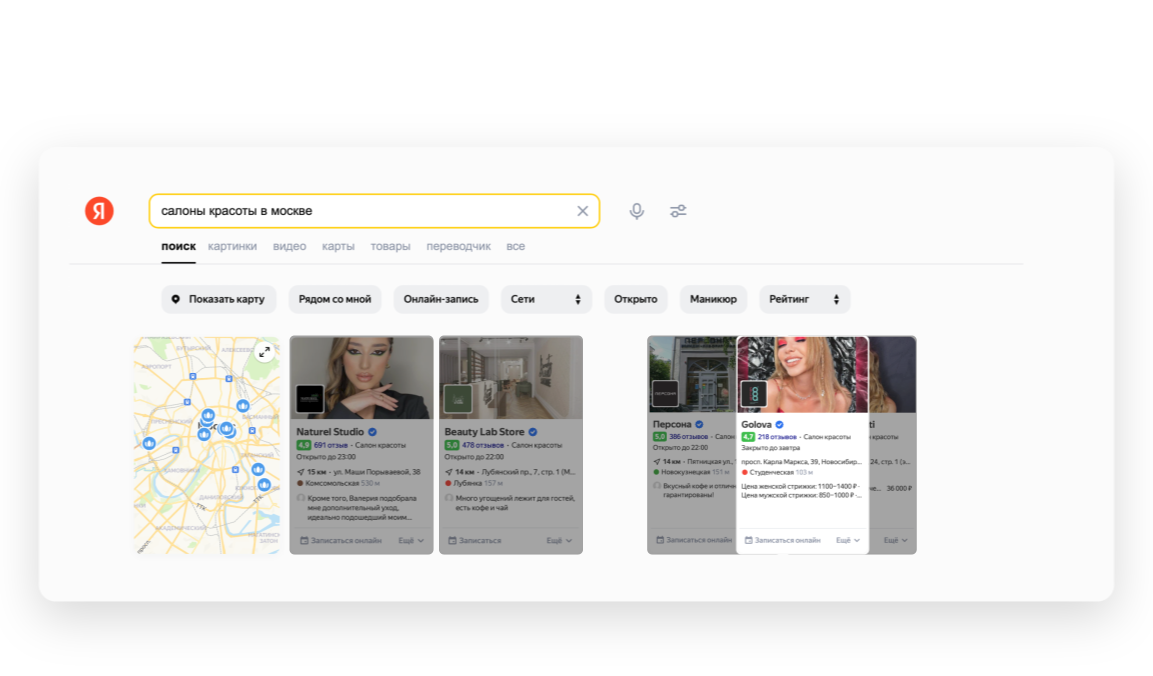 Я
салоны красоты в москве
поиск картинки видео карты товары переводчик все
Показать карту Рядом со мной Онлайн-запись Сети Открыто Маникюр Рейтинг
АЭРОПОРТ
ТТК
ТТК
Naturel Studio
4,9 691 отзыв • Салон красоты
Открыто до 23:00
15 км • ул. Маши Порываевой, 38
Комсомольская 530 м
Кроме того, Валерия подобрала
мне дополнительный уход,
идеально подошедший моим...
Записаться онлайн Ещё
Beauty Lab Store
5,0 478 отзывов • Салон красоты
Открыто до 22:00
14 км • Лубянский пр., 7, стр. 1 (М...
Лубянка 157 м
Много угощений лежит для гостей,
есть кофе и чай
Записаться Ещё
Персона
5,0 386 отзывов • Салон
Открыто до 22:00
14 км • Пятницкая ул.,
Новокузнецкая 151 м
Вкусный кофе и отличн
гарантированы!
Записаться онлайн
Golova
4,7 218 отзывов • Салон красоты
Закрыто до завтра
просп. Карла Маркса, 39, Новосибир...
Студенческая 103 м
Цена женской стрижки: 1100–1400 ₽ •
Цена мужской стрижки: 850–1000 ₽ •...
Записаться онлайн Ещё
ti
красоты
24, стр. 1 (э...
не... 36 000 ₽
Ещё